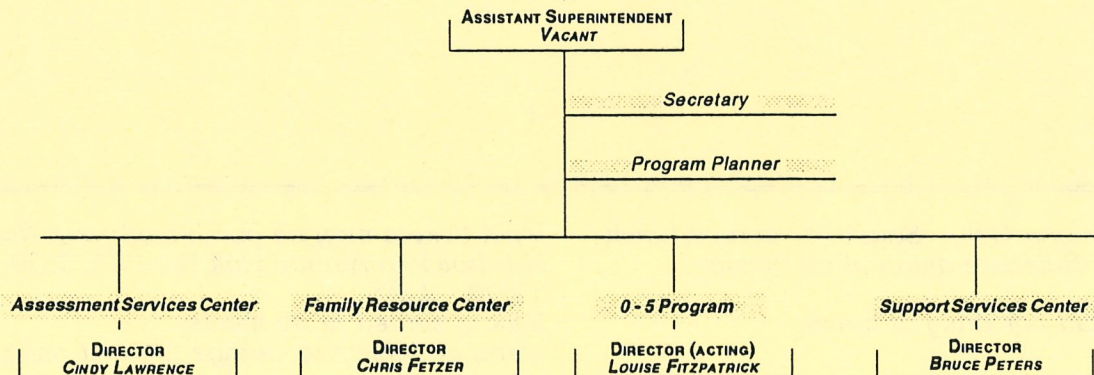 ASSISTANT SUPERINTENDENT
VACANT
Secretary
Program Planner
Assessment Services Center
Family Resource Center
0 - 5 Program
Support Services Center
DIRECTOR
CINDY LAWRENCE
DIRECTOR
CHRIS FETZER
DIRECTOR (ACTING)
LOUISE FITZPATRICK
DIRECTOR
BRUCE PETERS